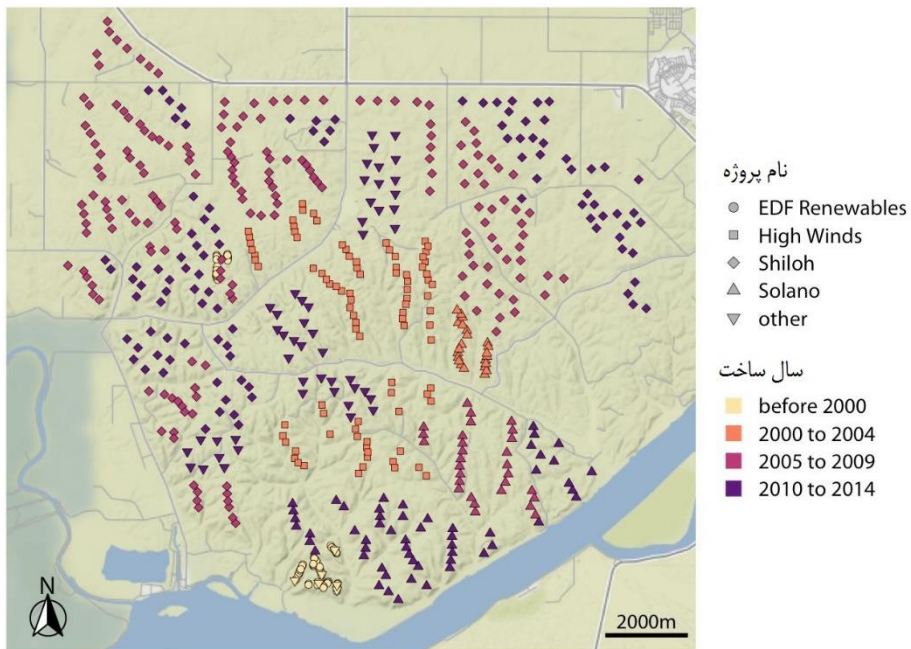 نام پروژه
EDF Renewables
High Winds
Shiloh
Solano
other
سال ساخت
before 2000
2000 to 2004
2005 to 2009
2010 to 2014
N
2000m